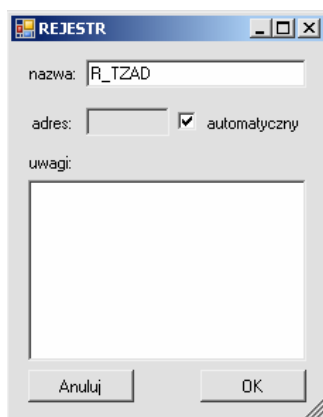 REJESTR
nazwa: R_TZAD
adres: automatyczny
uwagi:
Anuluj OK